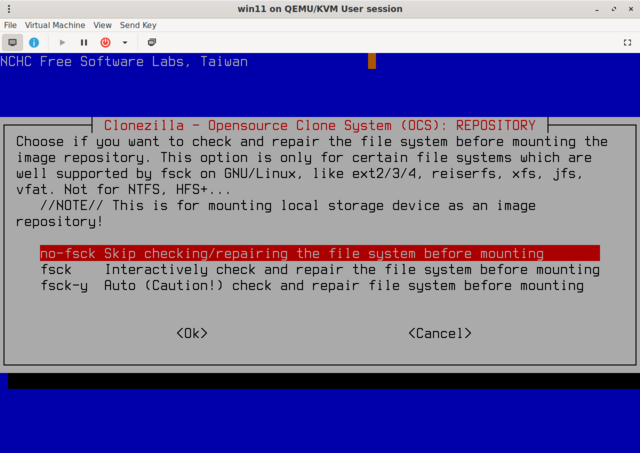 win11 on QEMU/KVM User session
File Virtual Machine View Send Key
NCHC Free Software Labs, Taiwan
Clonezilla - Opensource Clone System (OCS): REPOSITORY
Choose if you want to check and repair the file system before mounting the
image repository. This option is only for certain file systems which are
well supported by fsck on GNU/Linux, like ext2/3/4, reiserfs, xfs, jfs,
vfat. Not for NTFS, HFS+...
//NOTE// This is for mounting local storage device as an image
repository!
no-fsck Skip checking/repairing the file system before mounting
fsck Interactively check and repair the file system before mounting
fsck-y Auto (Caution!) check and repair file system before mounting
<Ok> <Cancel>